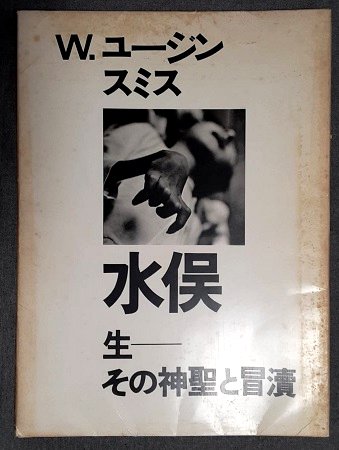 W.ユージン
スミス
水俣
生──
その神聖と冒瀆